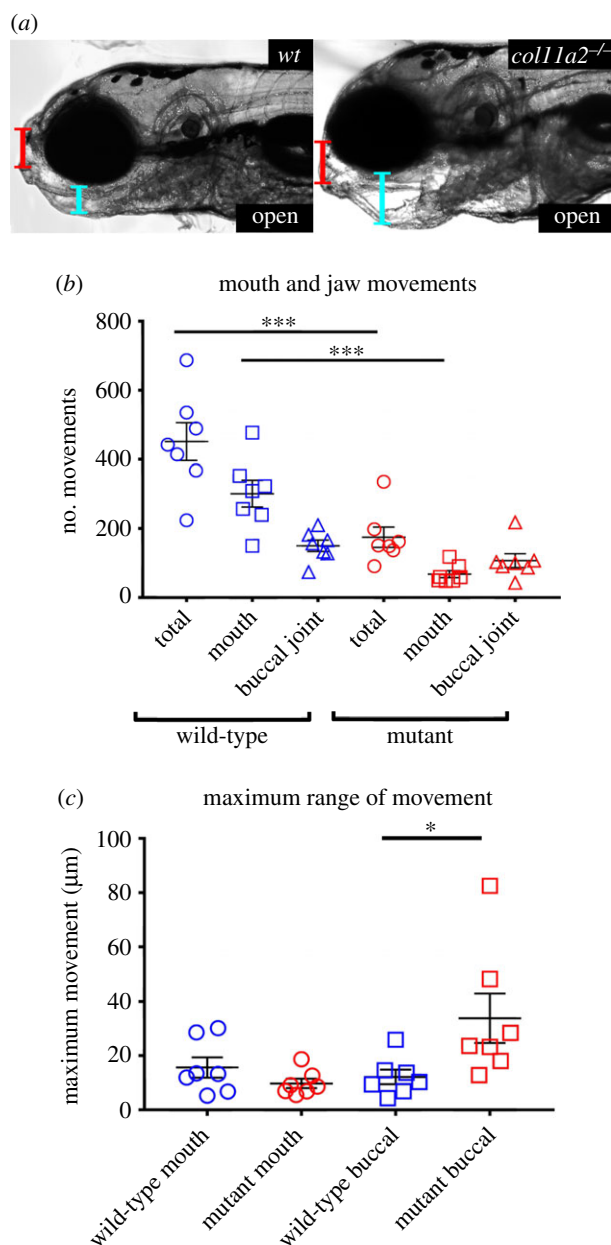 (a)
wt
col11a2–/–
open
open
(b)
mouth and jaw movements
800
600
400
200
0
no. movements
***
***
total
mouth
buccal joint
total
mouth
buccal joint
wild-type
mutant
(c)
maximum range of movement
100
80
60
40
20
0
maximum movement (μm)
*
wild-type mouth
mutant mouth
wild-type buccal
mutant buccal